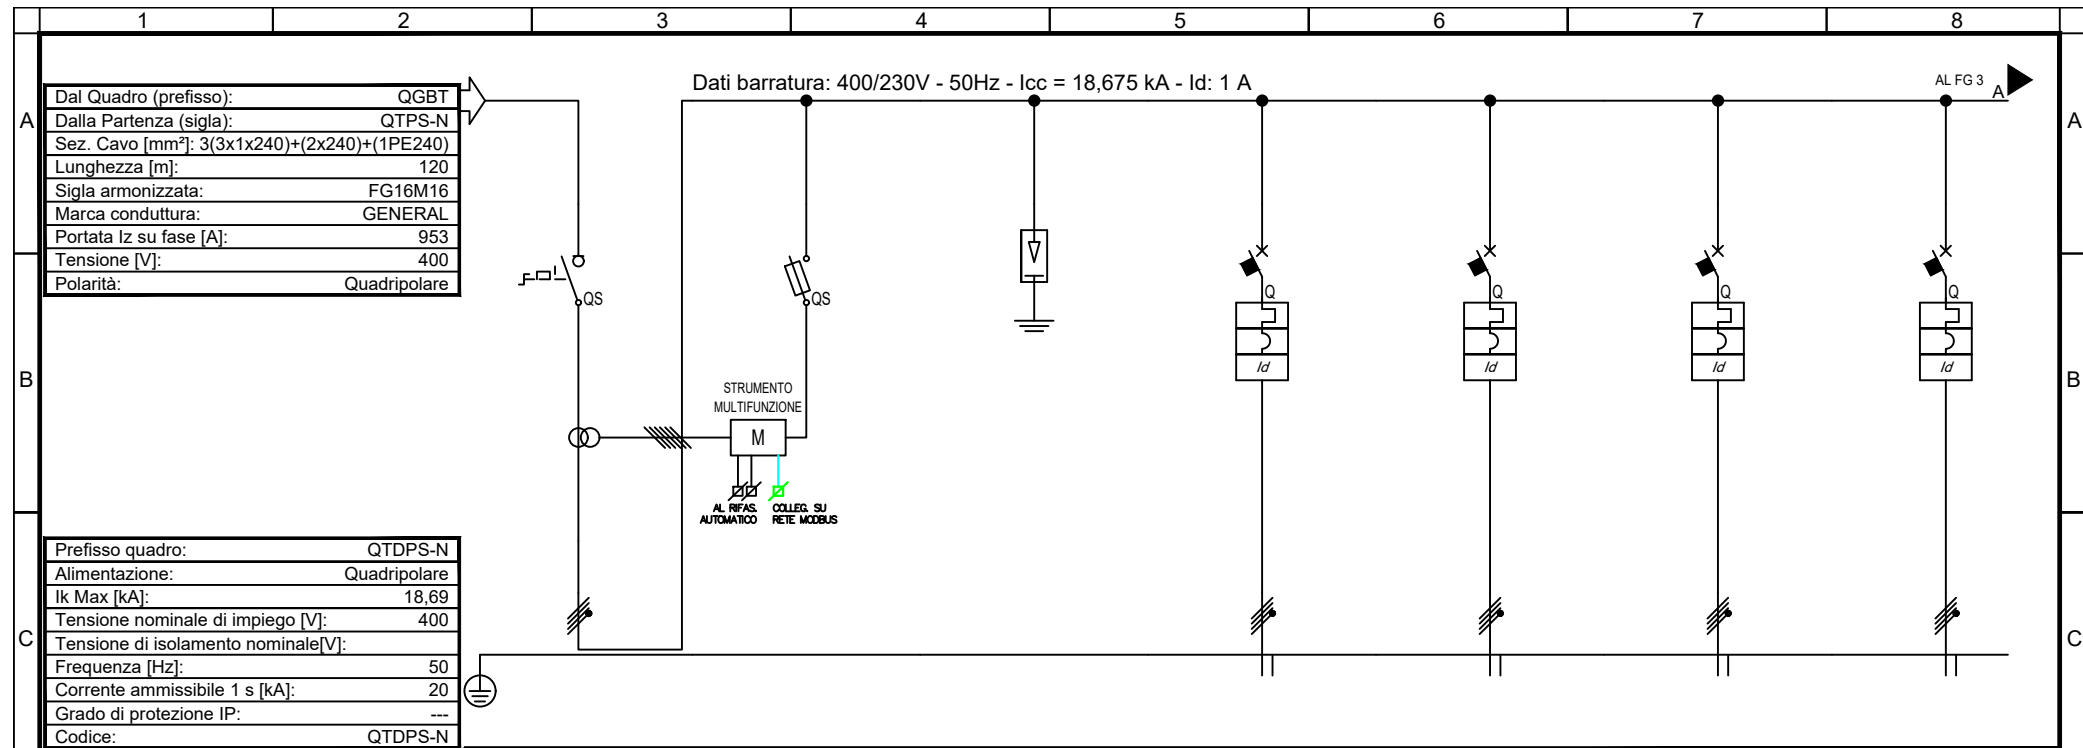 1 2 3 4 5 6 7 8
Dati barratura: 400/230V - 50Hz - Icc = 18,675 kA - Id: 1 A
AL FG 3
A
A
A
Dal Quadro (prefisso): QGBT
Dalla Partenza (sigla): QTPS-N
Sez. Cavo [mm²]: 3(3x1x240)+(2x240)+(1PE240)
Lunghezza [m]: 120
Sigla armonizzata: FG16M16
Marca conduttura: GENERAL
Portata Iz su fase [A]: 953
Tensione [V]: 400
Polarità: Quadripolare
QS
QS
Q
Q
Q
Q
Id
Id
Id
Id
B
B
STRUMENTO
MULTIFUNZIONE
M
AL RIFAS.
AUTOMATICO
COLLEG. SU
RETE MODBUS
Prefisso quadro: QTDPS-N
Alimentazione: Quadripolare
Ik Max [kA]: 18,69
Tensione nominale di impiego [V]: 400
Tensione di isolamento nominale[V]:
Frequenza [Hz]: 50
Corrente ammissibile 1 s [kA]: 20
Grado di protezione IP: ---
Codice: QTDPS-N
C
C